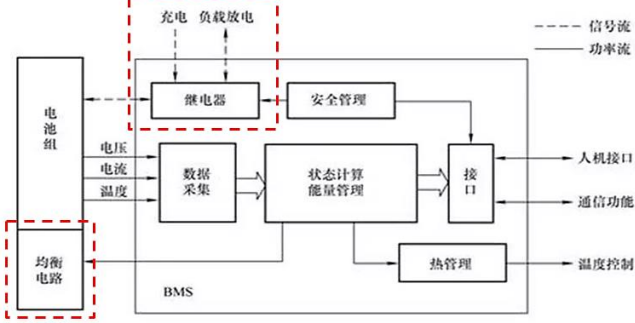 充电 负载放电
信号流
功率流
继电器
安全管理
电
池
组
电压
电流
温度
数据
采集
状态计算
能量管理
接
口
人机接口
通信功能
均衡
电路
热管理
温度控制
BMS